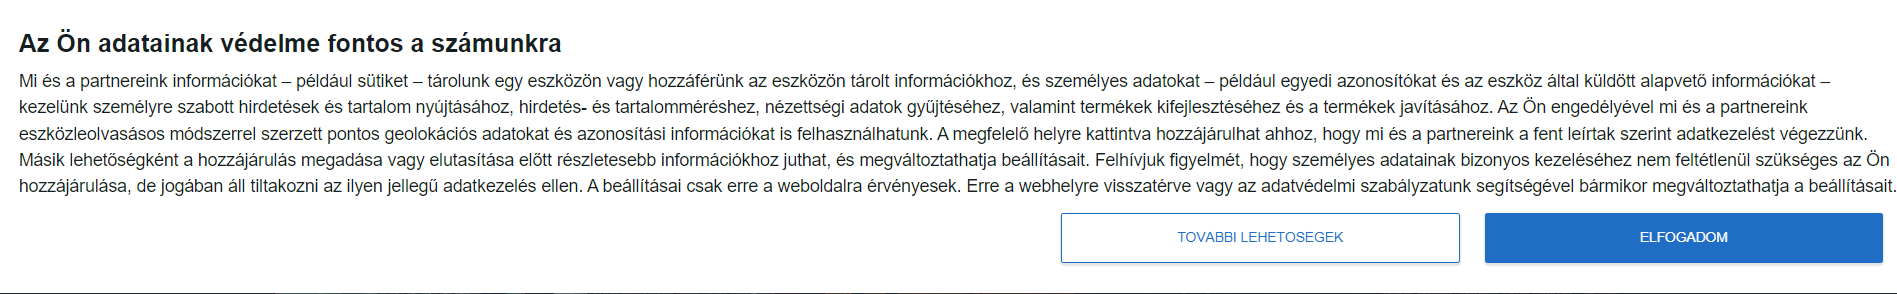 Az Ön adatainak védelme fontos a számunkra
Mi és a partnereink információkat – például sütiket – tárolunk egy eszközön vagy hozzáférünk az eszközön tárolt információkhoz, és személyes adatokat – például egyedi azonosítókat és az eszköz által küldött alapvető információkat –
kezelünk személyre szabott hirdetések és tartalom nyújtásához, hirdetés- és tartalomméréshez, nézettségi adatok gyűjtéséhez, valamint termékek kifejlesztéséhez és a termékek javításához. Az Ön engedélyével mi és a partnereink
eszközleolvasásos módszerrel szerzett pontos geolokációs adatokat és azonosítási információkat is felhasználhatunk. A megfelelő helyre kattintva hozzájárulhat ahhoz, hogy mi és a partnereink a fent leírtak szerint adatkezelést végezzünk.
Másik lehetőségként a hozzájárulás megadása vagy elutasítása előtt részletesebb információkhoz juthat, és megváltoztathatja beállításait. Felhívjuk figyelmét, hogy személyes adatainak bizonyos kezeléséhez nem feltétlenül szükséges az Ön
hozzájárulása, de jogában áll tiltakozni az ilyen jellegű adatkezelés ellen. A beállításai csak erre a weboldalra érvényesek. Erre a webhelyre visszatérve vagy az adatvédelmi szabályzatunk segítségével bármikor megváltoztathatja a beállításait.
TOVABBI LEHETOSEGEK
ELFOGADOM